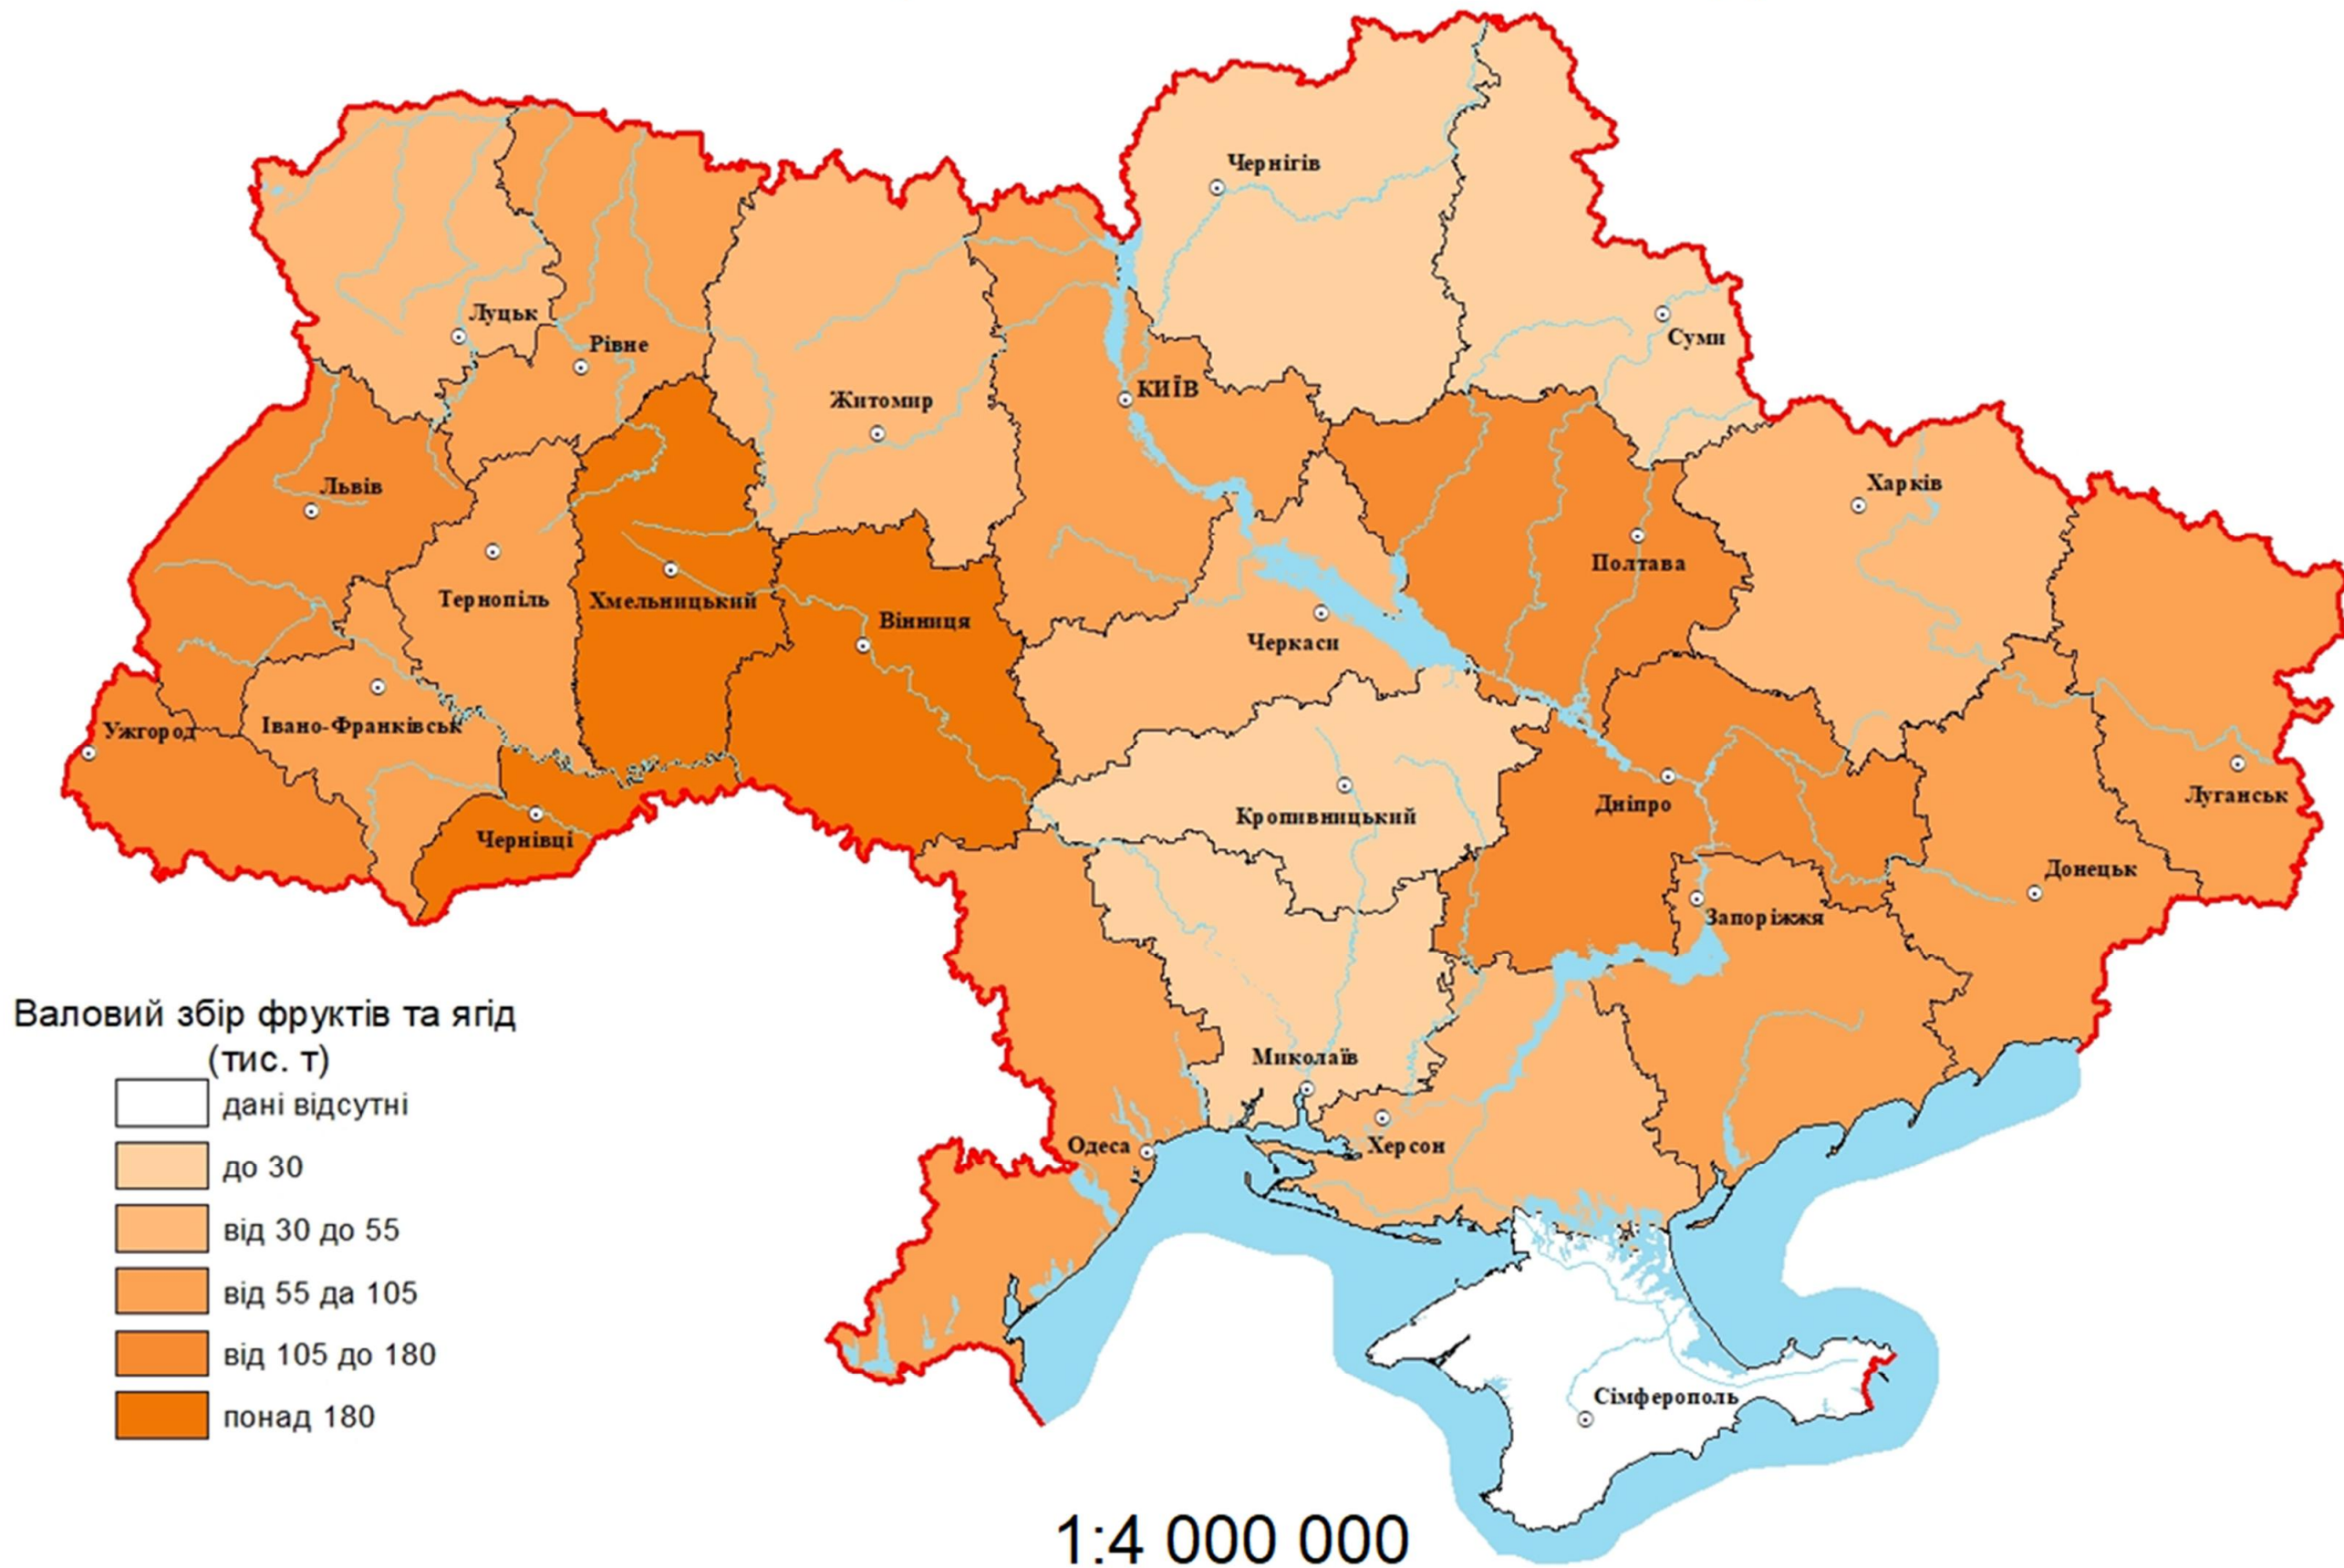 Чернігів
Суми
Луцьк
Рівне
КИЇВ
Житомир
Львів
Харків
Полтава
Тернопіль
Хмельницький
Вінниця
Черкаси
Ужгород
Івано-Франківськ
Чернівці
Кропивницький
Дніпро
Луганськ
Донецьк
Запоріжжя
Миколаїв
Одеса
Херсон
Сімферополь
Валовий збір фруктів та ягід
(тис. т)
дані відсутні
до 30
від 30 до 55
від 55 да 105
від 105 до 180
понад 180
1:4 000 000